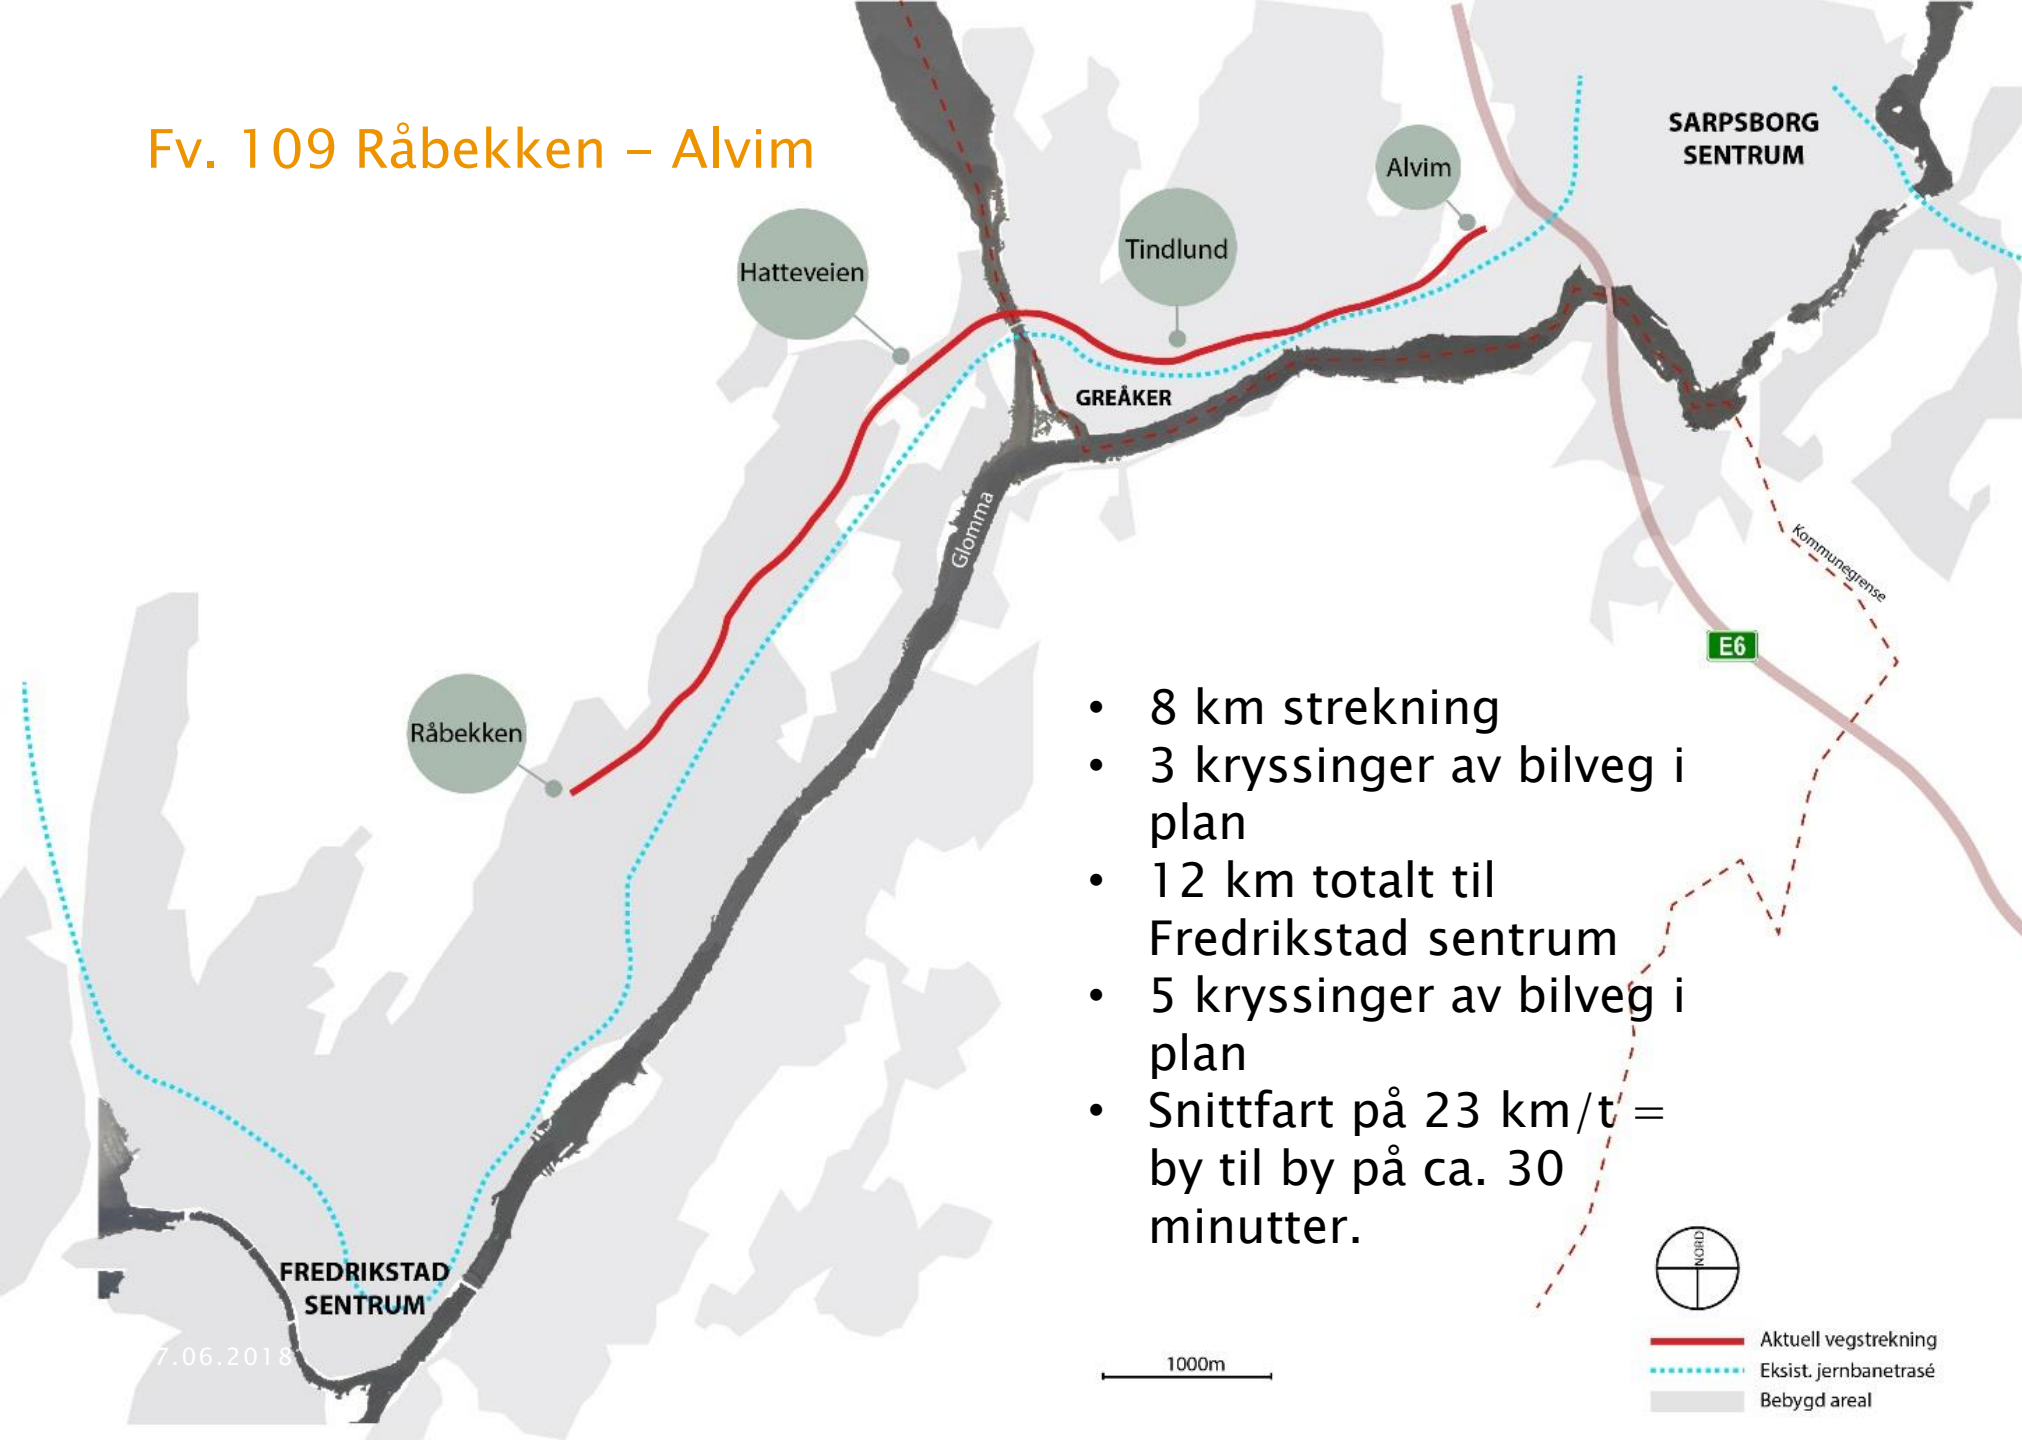 Fv. 109 Råbekken – Alvim
SARPSBORG
SENTRUM
Alvim
Tindlund
Hatteveien
GREÅKER
Glomma
Kommunegrense
E6
Råbekken
• 8 km strekning
• 3 kryssinger av bilveg i
plan
• 12 km totalt til
Fredrikstad sentrum
• 5 kryssinger av bilveg i
plan
• Snittfart på 23 km/t =
by til by på ca. 30
minutter.
FREDRIKSTAD
SENTRUM
7.06.2018
NORD
1000m
Aktuell vegstrekning
Eksist. jernbanetrasé
Bebygd areal